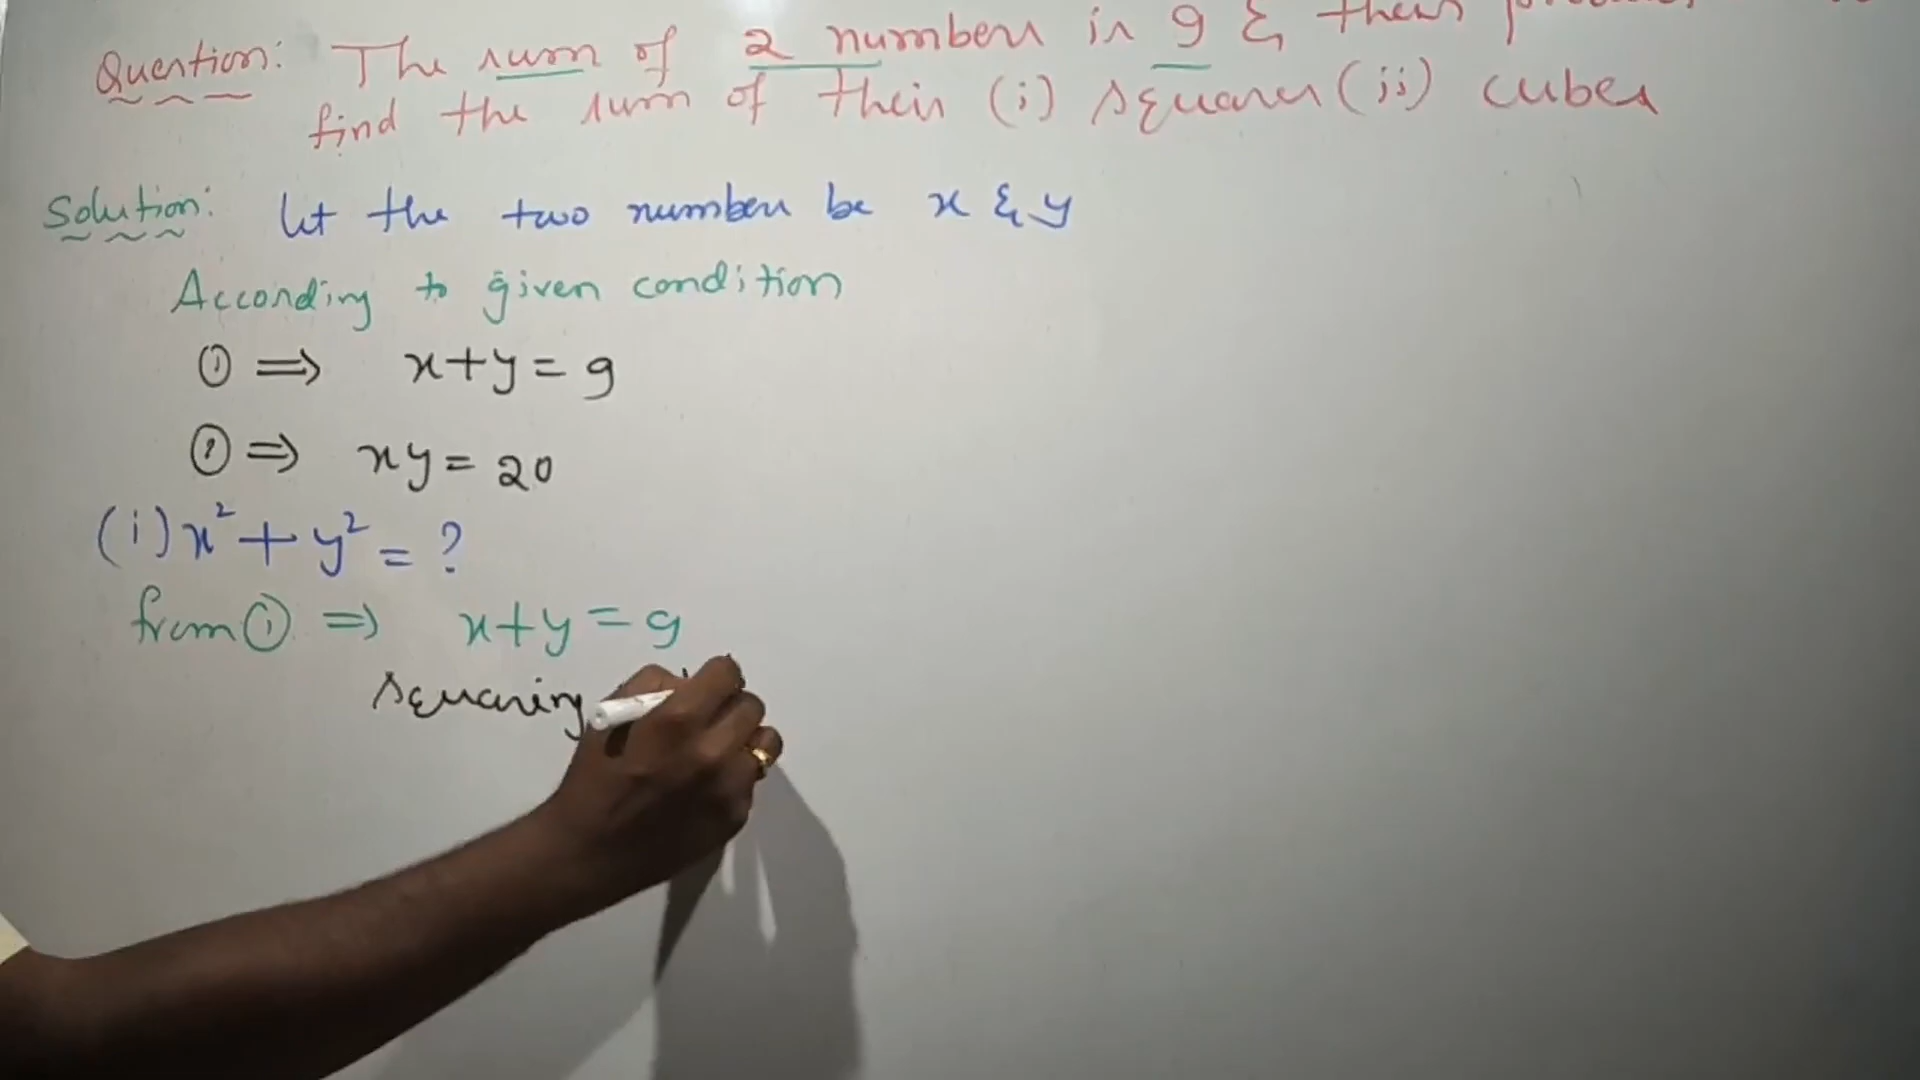 Question: The sum of 2 numbers is 9 & their
find the sum of their (i) squares (ii) cubes
Solution: let the two numbers be x & y
According to given condition
① ⇒ x+y = 9
② ⇒ xy = 20
(i) x² + y² = ?
from ① ⇒ x+y = 9
squaring